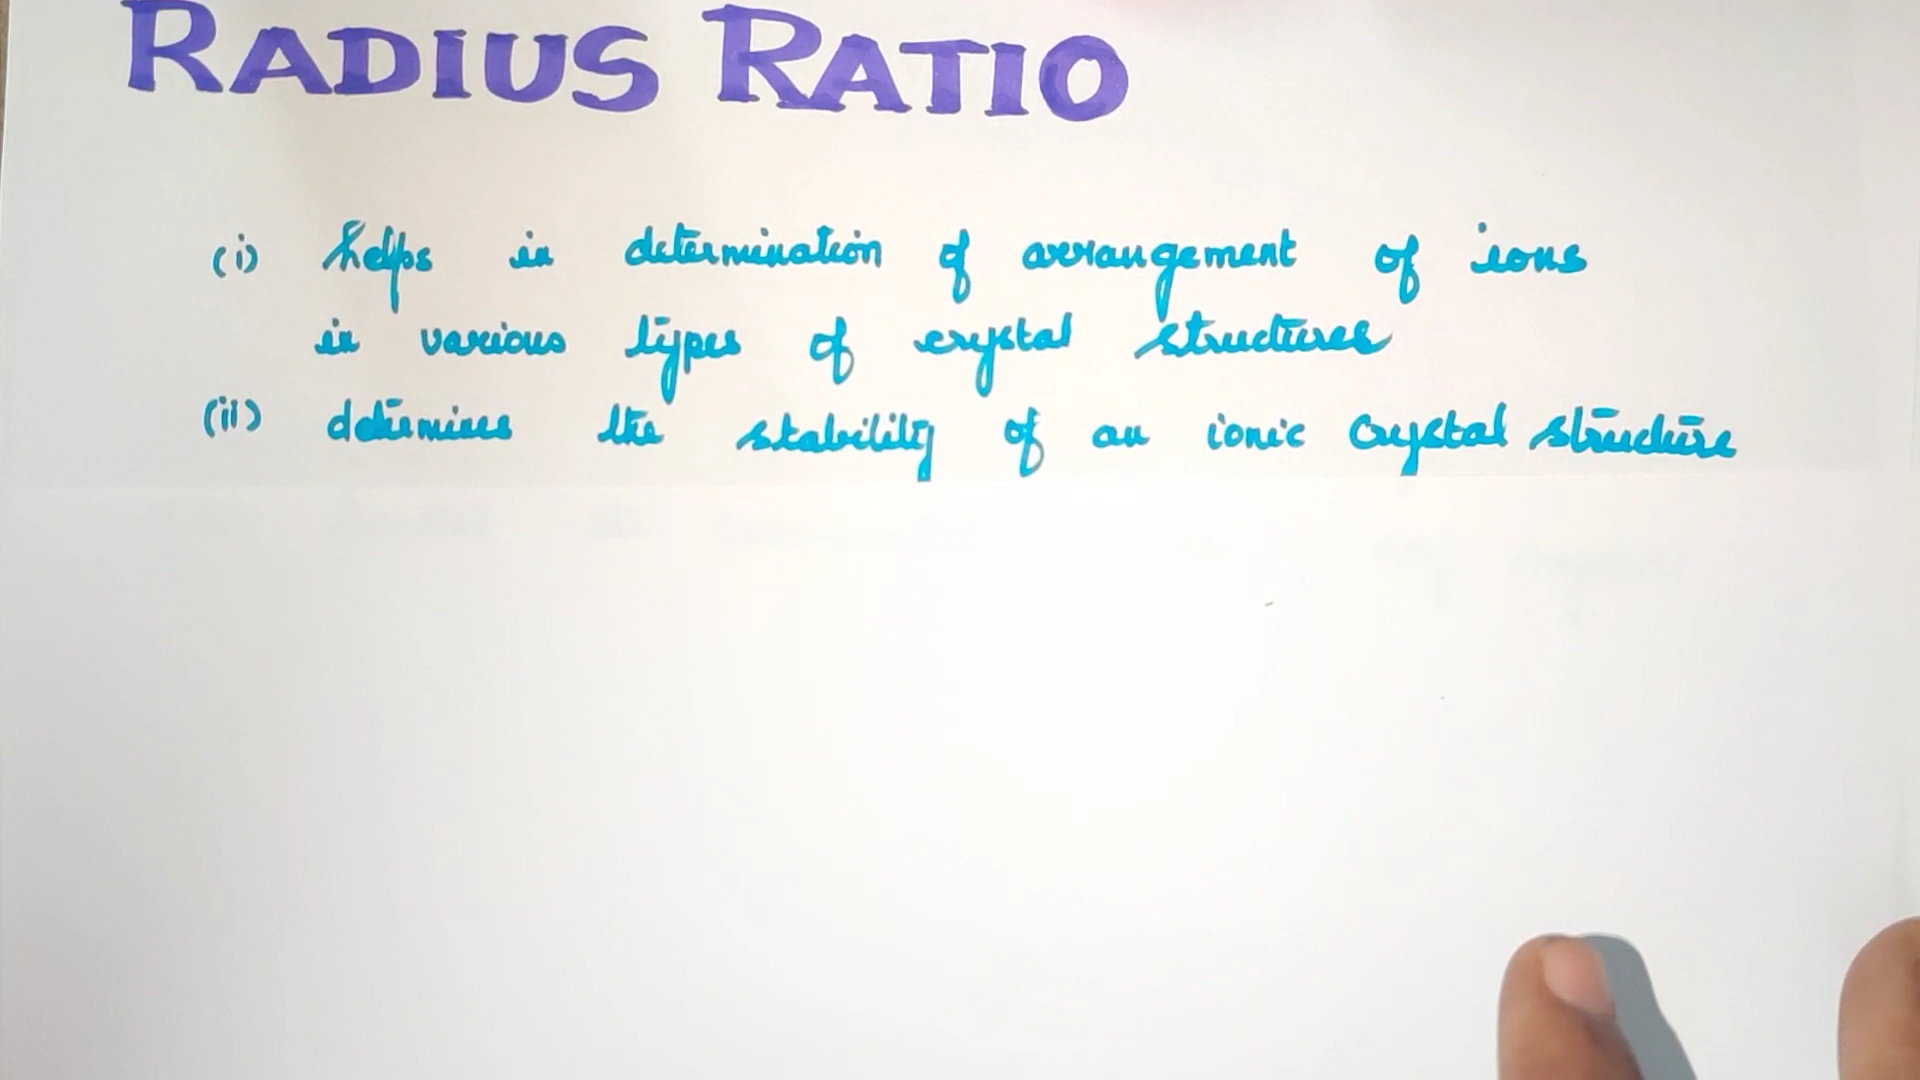 RADIUS RATIO
(i) helps in determination of arrangement of ions
in various types of crystal structures
(ii) determines the stability of an ionic crystal structure